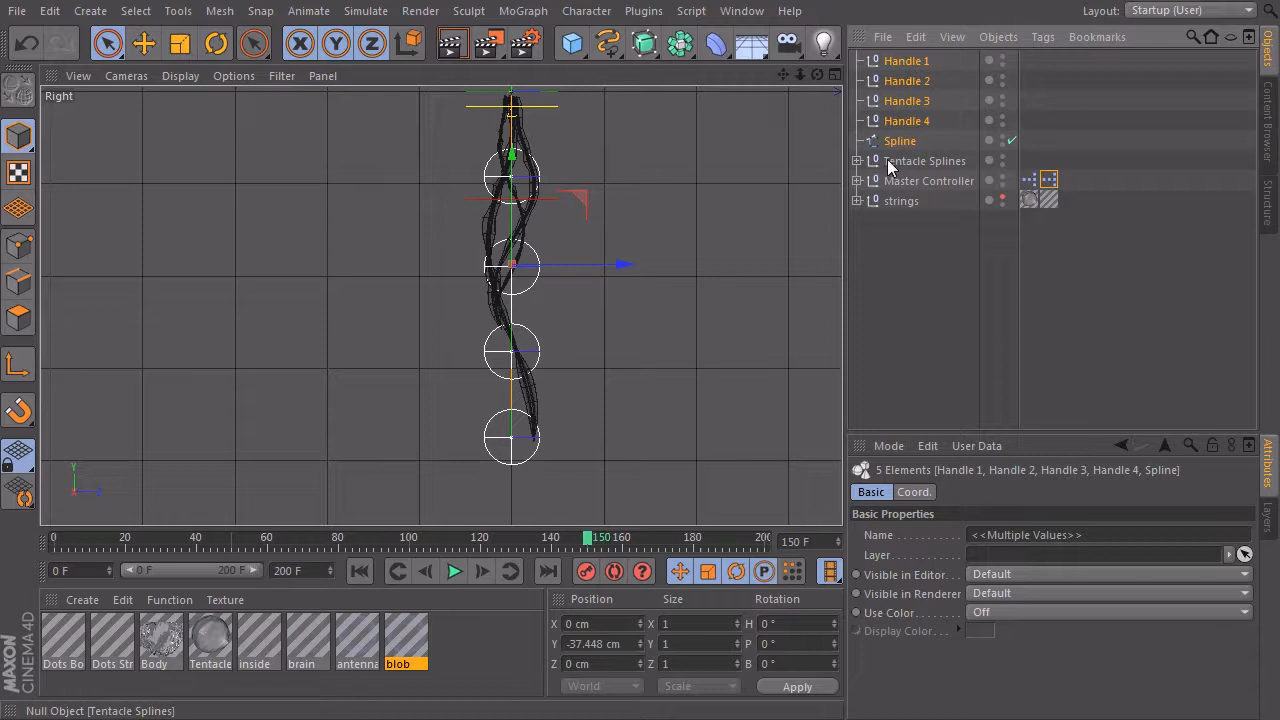 File Edit Create Select Tools Mesh Snap Animate Simulate Render Sculpt MoGraph Character Plugins Script Window Help Layout: Startup (User)
File Edit View Objects Tags Bookmarks
View Cameras Display Options Filter Panel
Right
Handle 1
Handle 2
Handle 3
Handle 4
Spline
Tentacle Splines
Master Controller
strings
Objects
Content Browser
Structure
Y
Z
Mode Edit User Data
5 Elements [Handle 1, Handle 2, Handle 3, Handle 4, Spline]
Basic Coord.
Basic Properties
Name <<Multiple Values>>
Layer
Visible in Editor Default
Visible in Renderer Default
Use Color Off
Display Color
Attributes
Layers
0 20 40 60 80 100 120 140 150 160 180 20( 150 F
0 F 0 F 200 F 200 F
Create Edit Function Texture
Dots Bo Dots Str Body Tentacle inside brain antenna blob
Position Size Rotation
X 0 cm X 1 H 0 °
Y -37.448 cm Y 1 P 0 °
Z 0 cm Z 1 B 0 °
World Scale Apply
MAXON CINEMA 4D
Null Object [Tentacle Splines]